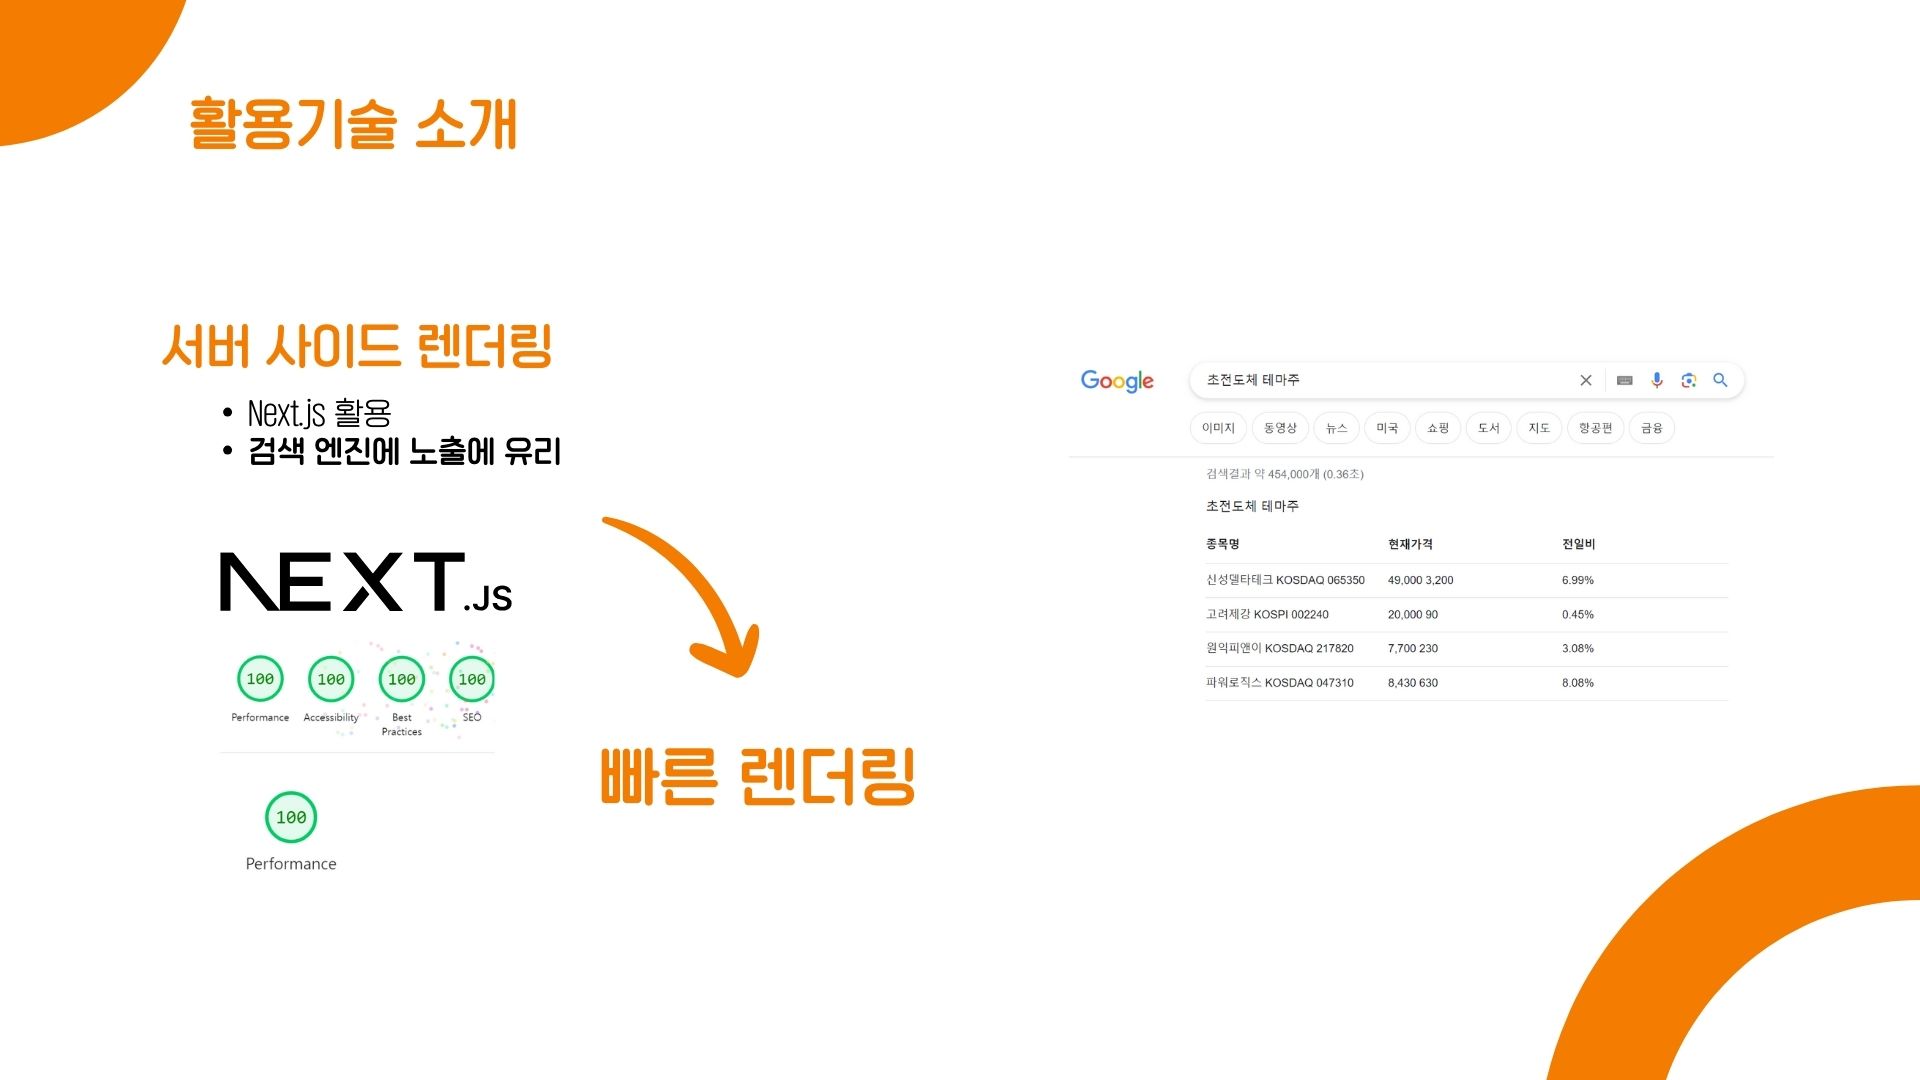 활용기술 소개
서버 사이드 렌더링
• Next.js 활용
• 검색 엔진에 노출에 유리
NEXT.JS
100 100 100 100
Performance Accessibility Best Practices SEO
100
Performance
빠른 렌더링
Google 초전도체 테마주
이미지 동영상 뉴스 미국 쇼핑 도서 지도 항공편 금융
검색결과 약 454,000개 (0.36초)
초전도체 테마주
종목명 현재가격 전일비
신성델타테크 KOSDAQ 065350 49,000 3,200 6.99%
고려제강 KOSPI 002240 20,000 90 0.45%
원익피앤이 KOSDAQ 217820 7,700 230 3.08%
파워로직스 KOSDAQ 047310 8,430 630 8.08%